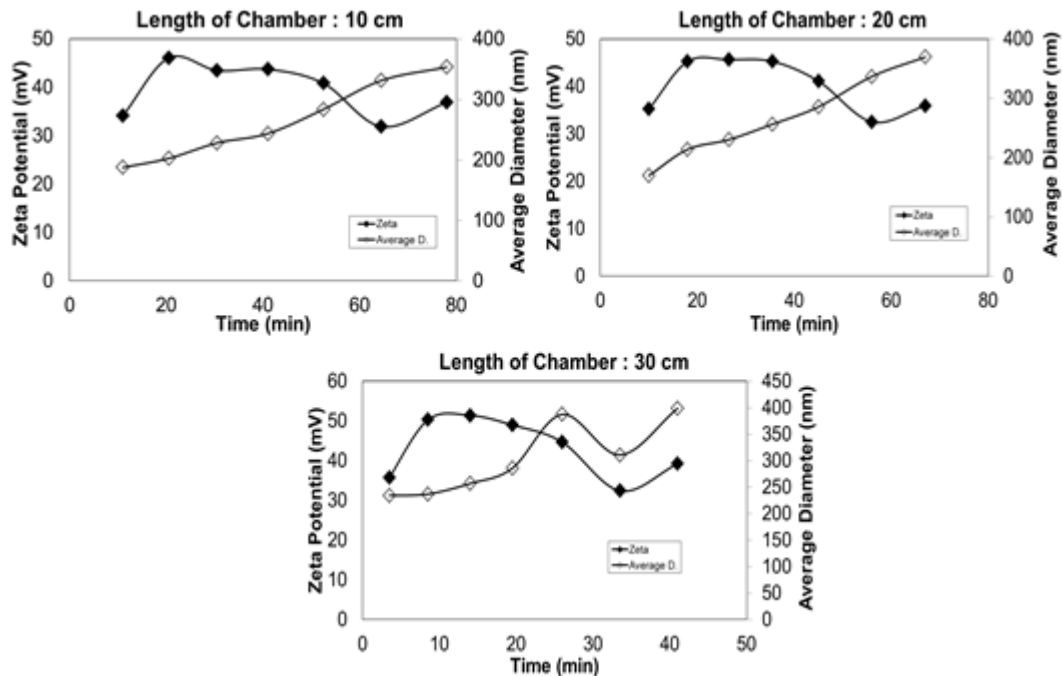 Length of Chamber : 10 cm
Zeta Potential (mV)
50
40
30
20
10
0
400
300
200
100
0
Average Diameter (nm)
Zeta
Average D.
0 20 40 60 80
Time (min)
Length of Chamber : 20 cm
Zeta Potential (mV)
50
40
30
20
10
0
400
300
200
100
0
Average Diameter (nm)
Zeta
Average D.
0 20 40 60 80
Time (min)
Length of Chamber : 30 cm
Zeta Potential (mV)
60
50
40
30
20
10
0
450
400
350
300
250
200
150
100
50
0
Average Diameter (nm)
Zeta
Average D.
0 10 20 30 40 50
Time (min)